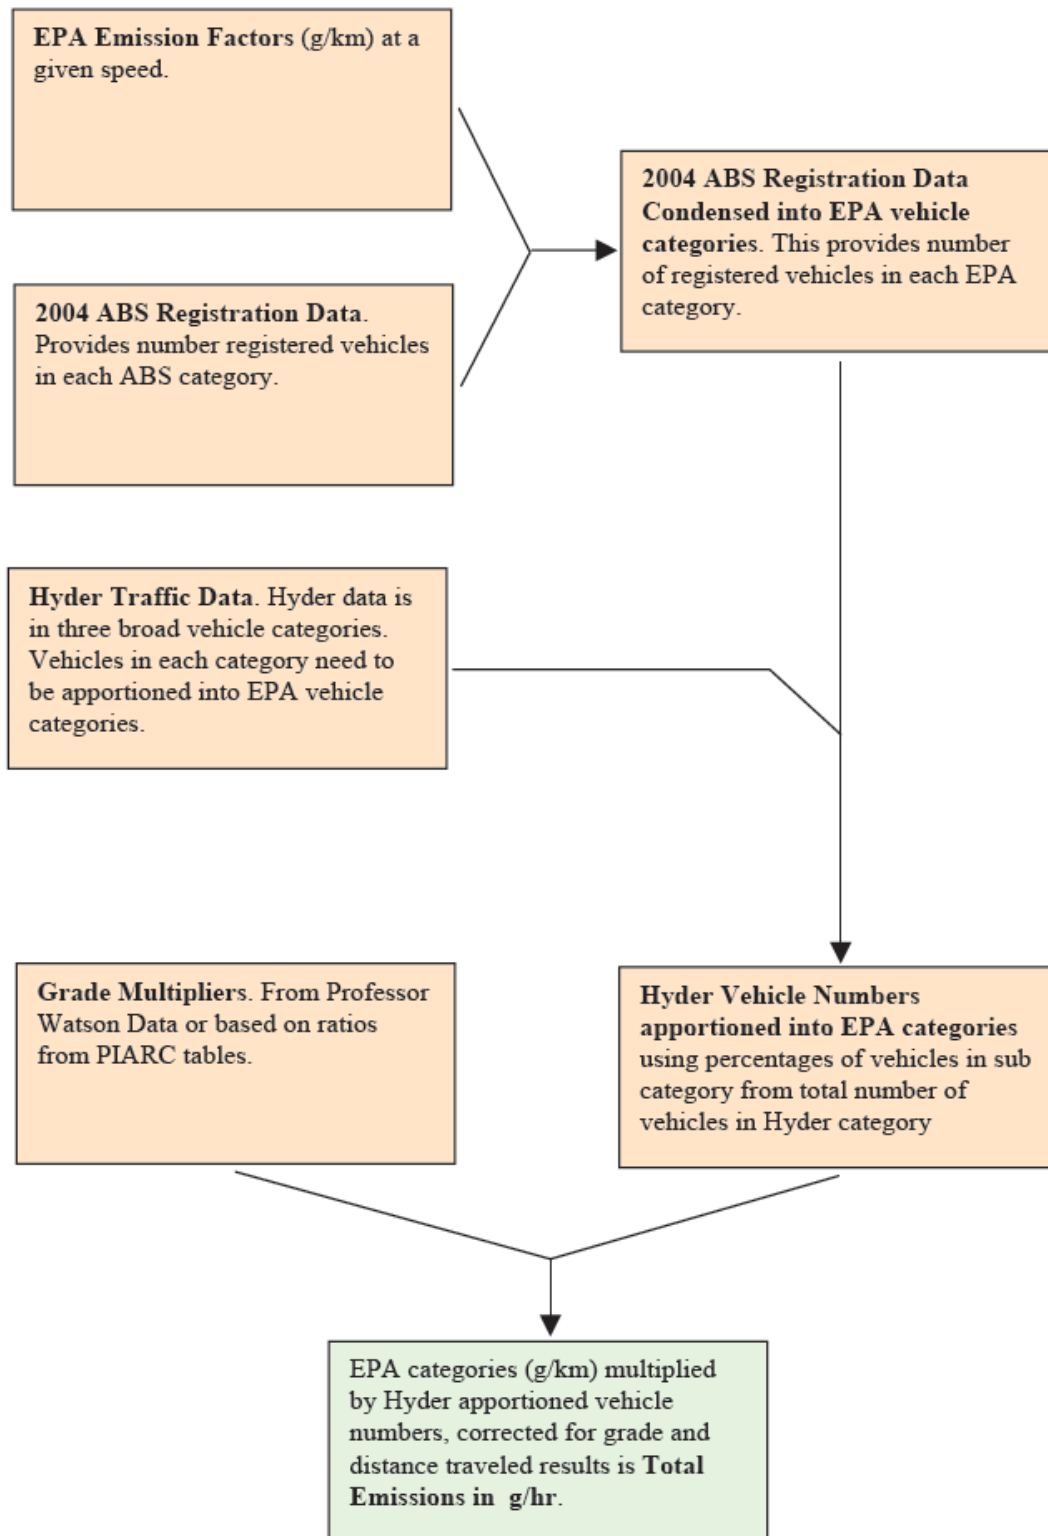 EPA Emission Factors (g/km) at a
given speed.
2004 ABS Registration Data
Condensed into EPA vehicle
categories. This provides number
of registered vehicles in each EPA
category.
2004 ABS Registration Data.
Provides number registered vehicles
in each ABS category.
Hyder Traffic Data. Hyder data is
in three broad vehicle categories.
Vehicles in each category need to
be apportioned into EPA vehicle
categories.
Grade Multipliers. From Professor
Watson Data or based on ratios
from PIARC tables.
Hyder Vehicle Numbers
apportioned into EPA categories
using percentages of vehicles in sub
category from total number of
vehicles in Hyder category
EPA categories (g/km) multiplied
by Hyder apportioned vehicle
numbers, corrected for grade and
distance traveled results is Total
Emissions in  g/hr.